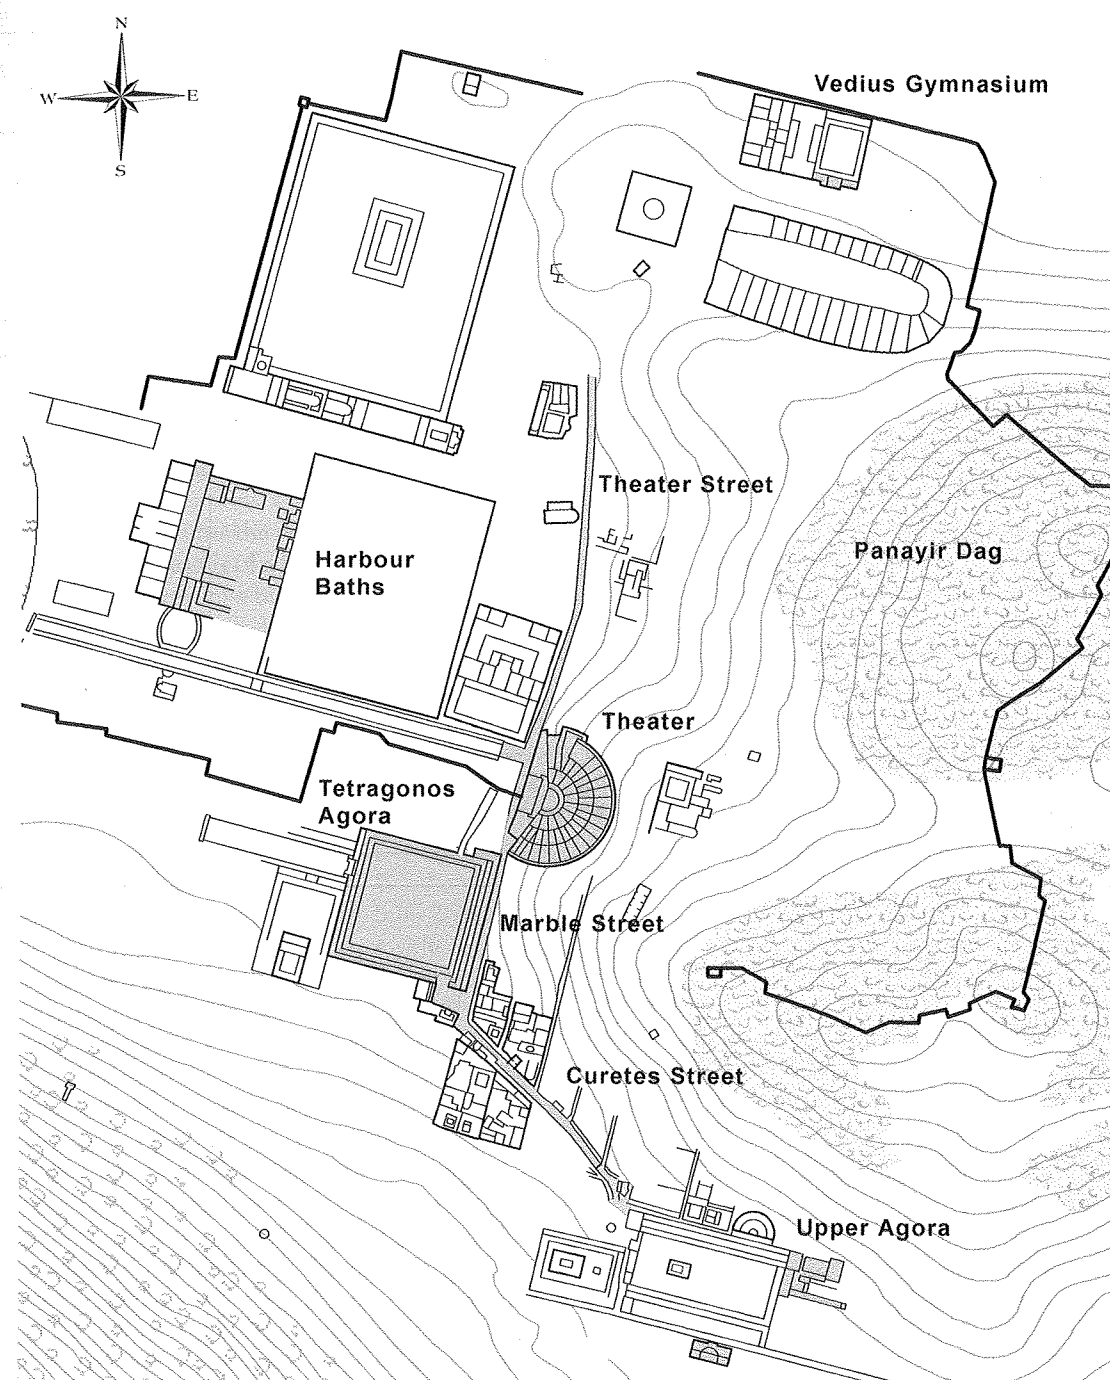 N
W E
S
Vedius Gymnasium
Theater Street
Panayir Dag
Harbour
Baths
Theater
Tetragonos
Agora
Marble Street
Curetes Street
Upper Agora